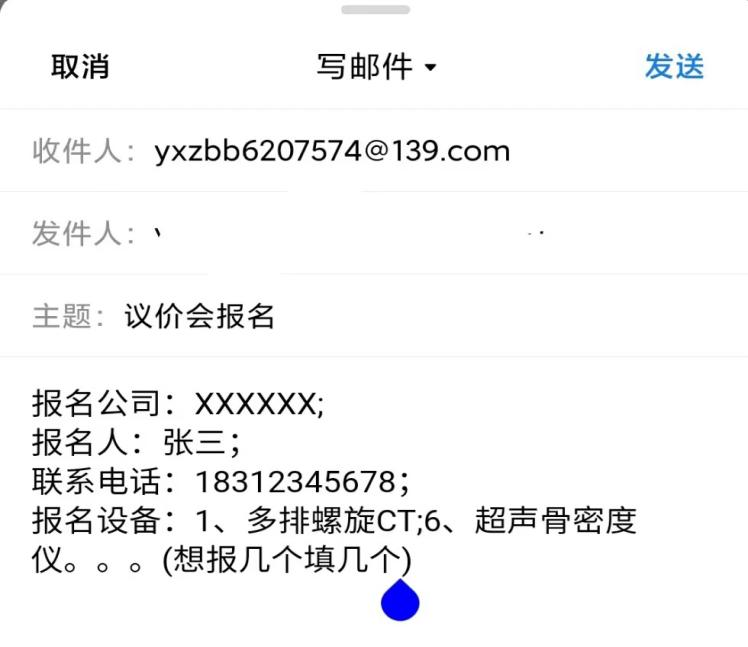 取消 写邮件 发送
收件人：yxzbb6207574@139.com
发件人：
主题：议价会报名
报名公司：XXXXXX;
报名人：张三；
联系电话：18312345678；
报名设备：1、多排螺旋CT;6、超声骨密度
仪。。。(想报几个填几个)